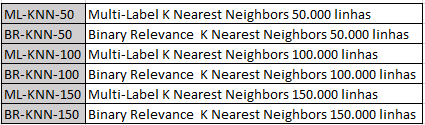 ML-KNN-50 Multi-Label K Nearest Neighbors 50.000 linhas
BR-KNN-50 Binary Relevance K Nearest Neighbors 50.000 linhas
ML-KNN-100 Multi-Label K Nearest Neighbors 100.000 linhas
BR-KNN-100 Binary Relevance K Nearest Neighbors 100.000 linhas
ML-KNN-150 Multi-Label K Nearest Neighbors 150.000 linhas
BR-KNN-150 Binary Relevance K Nearest Neighbors 150.000 linhas